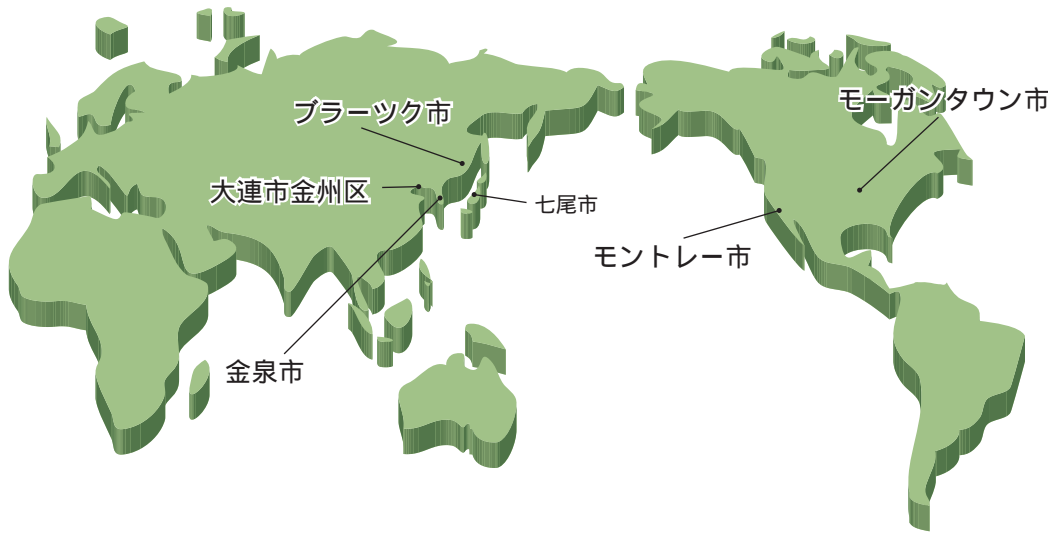 モーガンタウン市
ブラーツク市
大連市金州区
七尾市
モントレー市
金泉市